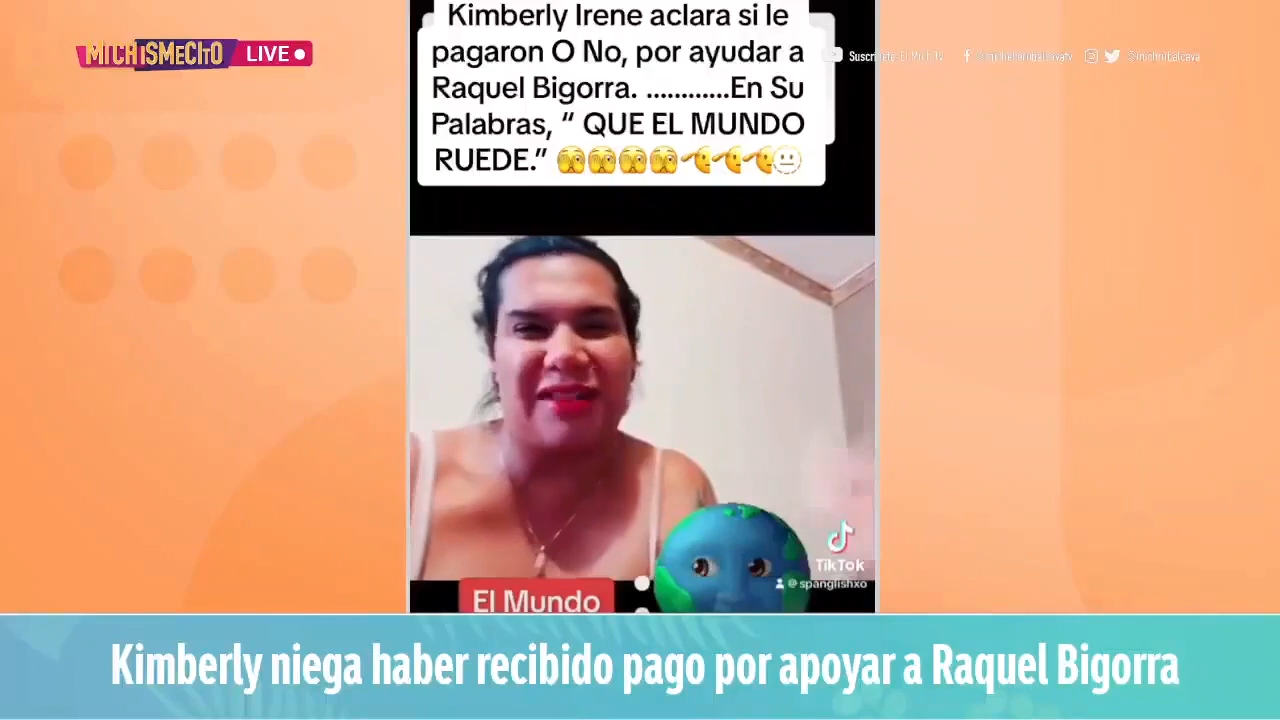 MICHISMECITO LIVE
Kimberly Irene aclara si le
pagaron O No, por ayudar a
Raquel Bigorra. ............En Su
Palabras, “ QUE EL MUNDO
RUEDE.” 🫣🫣🫣🫣🫡🫡🫡🫥
TikTok
@ spanglishxo
El Mundo
Kimberly niega haber recibido pago por apoyar a Raquel Bigorra